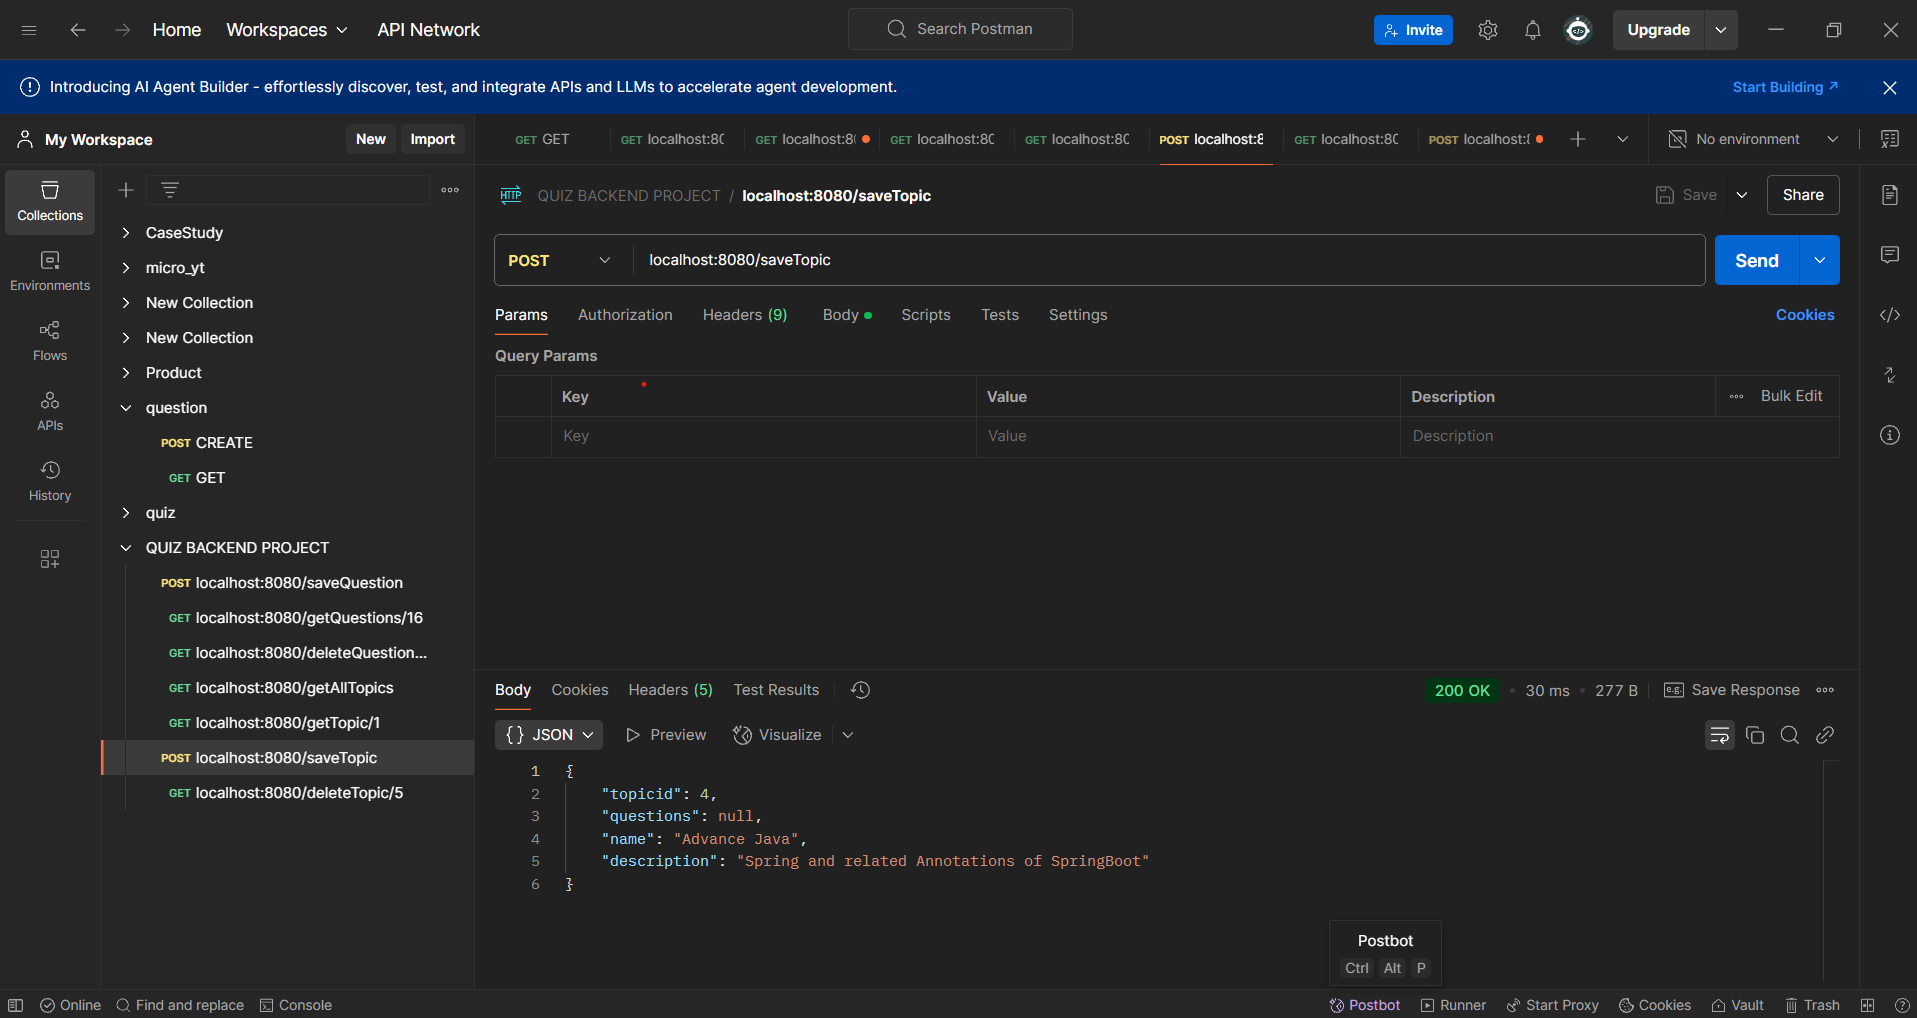 Home
Workspaces
API Network
Search Postman
Invite
Upgrade
Introducing AI Agent Builder - effortlessly discover, test, and integrate APIs and LLMs to accelerate agent development.
Start Building
My Workspace
New
Import
GET GET
GET localhost:80
GET localhost:8
GET localhost:80
GET localhost:80
POST localhost:8
GET localhost:80
POST localhost:
No environment
Collections
Environments
Flows
APIs
History
CaseStudy
micro_yt
New Collection
New Collection
Product
question
POST CREATE
GET GET
quiz
QUIZ BACKEND PROJECT
POST localhost:8080/saveQuestion
GET localhost:8080/getQuestions/16
GET localhost:8080/deleteQuestion...
GET localhost:8080/getAllTopics
GET localhost:8080/getTopic/1
POST localhost:8080/saveTopic
GET localhost:8080/deleteTopic/5
HTTP QUIZ BACKEND PROJECT / localhost:8080/saveTopic
Save
Share
POST
localhost:8080/saveTopic
Send
Params
Authorization
Headers (9)
Body
Scripts
Tests
Settings
Cookies
Query Params
Key
Value
Description
Bulk Edit
Key
Value
Description
Body
Cookies
Headers (5)
Test Results
200 OK
30 ms
277 B
e.g. Save Response
{} JSON
Preview
Visualize
1 {
2 "topicid": 4,
3 "questions": null,
4 "name": "Advance Java",
5 "description": "Spring and related Annotations of SpringBoot"
6 }
Postbot
Ctrl Alt P
Online
Find and replace
Console
Postbot
Runner
Start Proxy
Cookies
Vault
Trash